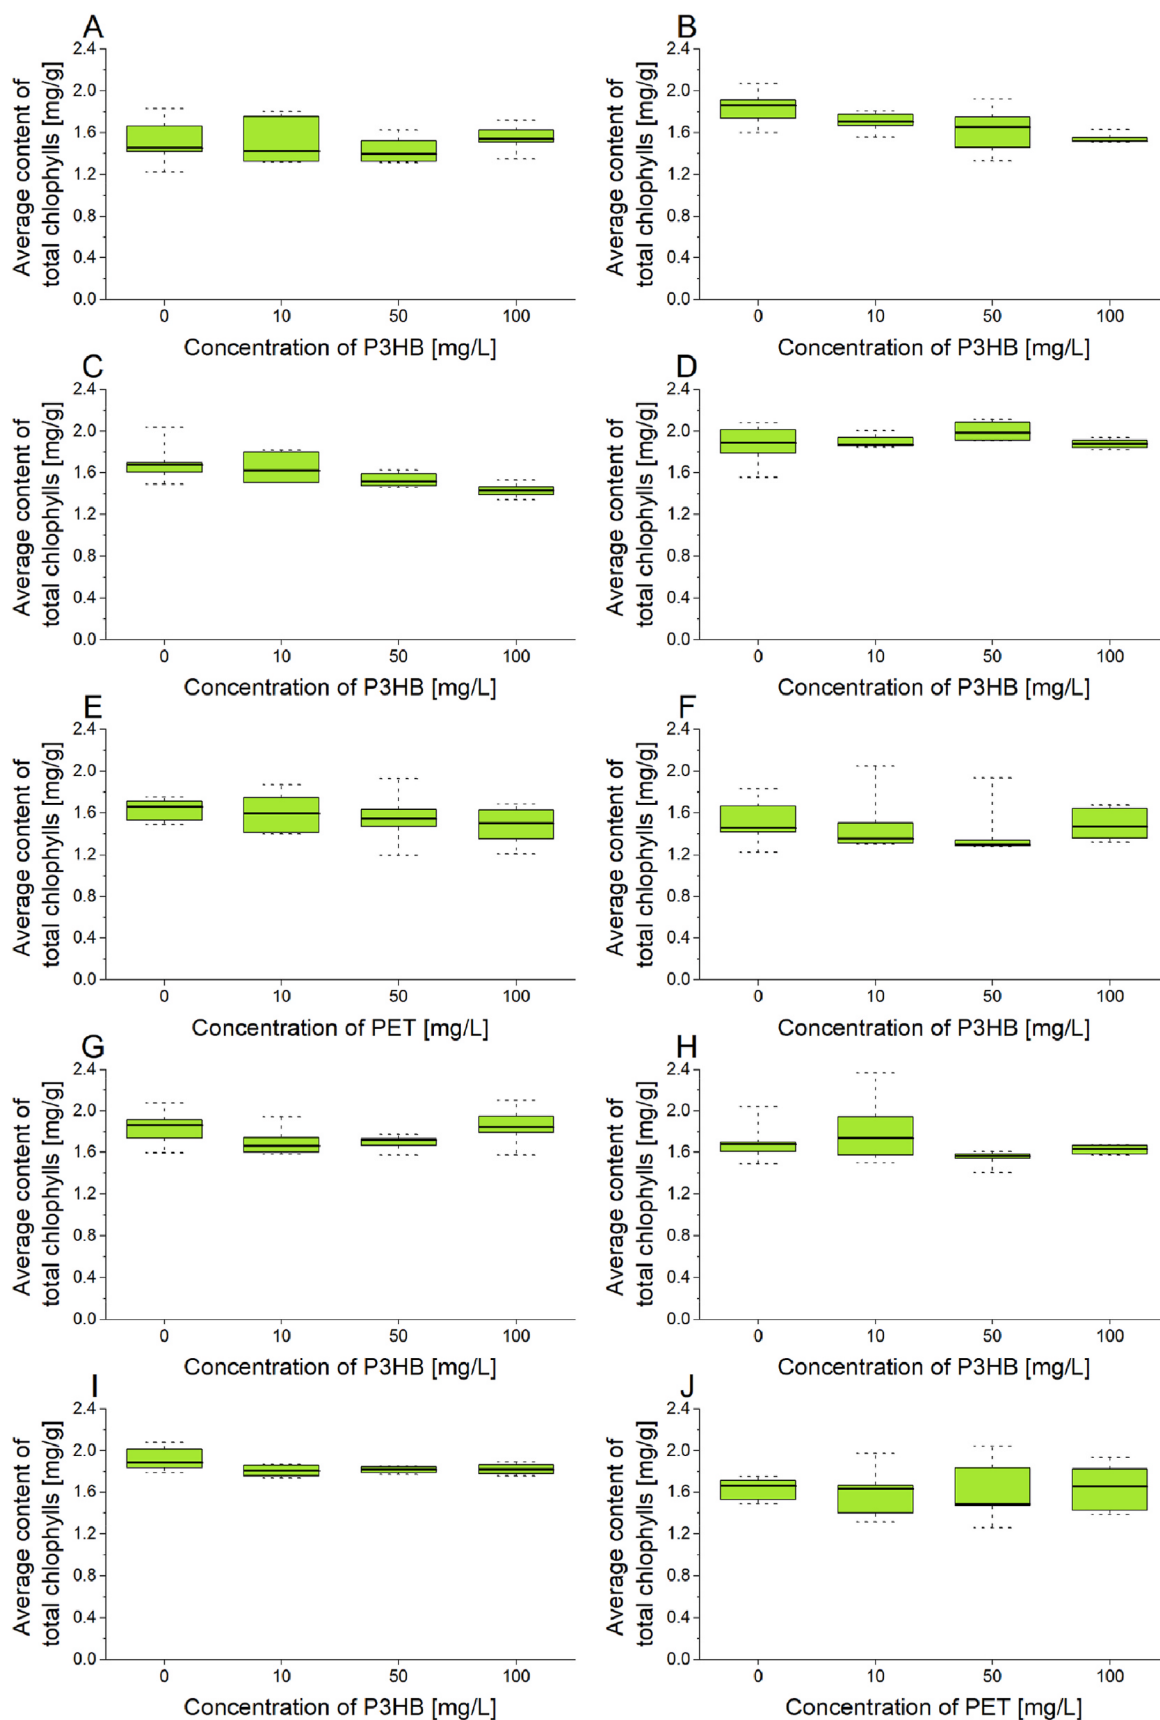 A
Average content of
total chlophylls [mg/g]
2.4
2.0
1.6
1.2
0.8
0.4
0.0
0 10 50 100
Concentration of P3HB [mg/L]
B
Average content of
total chlophylls [mg/g]
2.4
2.0
1.6
1.2
0.8
0.4
0.0
0 10 50 100
Concentration of P3HB [mg/L]
C
Average content of
total chlophylls [mg/g]
2.4
2.0
1.6
1.2
0.8
0.4
0.0
0 10 50 100
Concentration of P3HB [mg/L]
D
Average content of
total chlophylls [mg/g]
2.4
2.0
1.6
1.2
0.8
0.4
0.0
0 10 50 100
Concentration of P3HB [mg/L]
E
Average content of
total chlophylls [mg/g]
2.4
2.0
1.6
1.2
0.8
0.4
0.0
0 10 50 100
Concentration of PET [mg/L]
F
Average content of
total chlophylls [mg/g]
2.4
2.0
1.6
1.2
0.8
0.4
0.0
0 10 50 100
Concentration of P3HB [mg/L]
G
Average content of
total chlophylls [mg/g]
2.4
2.0
1.6
1.2
0.8
0.4
0.0
0 10 50 100
Concentration of P3HB [mg/L]
H
Average content of
total chlophylls [mg/g]
2.4
2.0
1.6
1.2
0.8
0.4
0.0
0 10 50 100
Concentration of P3HB [mg/L]
I
Average content of
total chlophylls [mg/g]
2.4
2.0
1.6
1.2
0.8
0.4
0.0
0 10 50 100
Concentration of P3HB [mg/L]
J
Average content of
total chlophylls [mg/g]
2.4
2.0
1.6
1.2
0.8
0.4
0.0
0 10 50 100
Concentration of PET [mg/L]